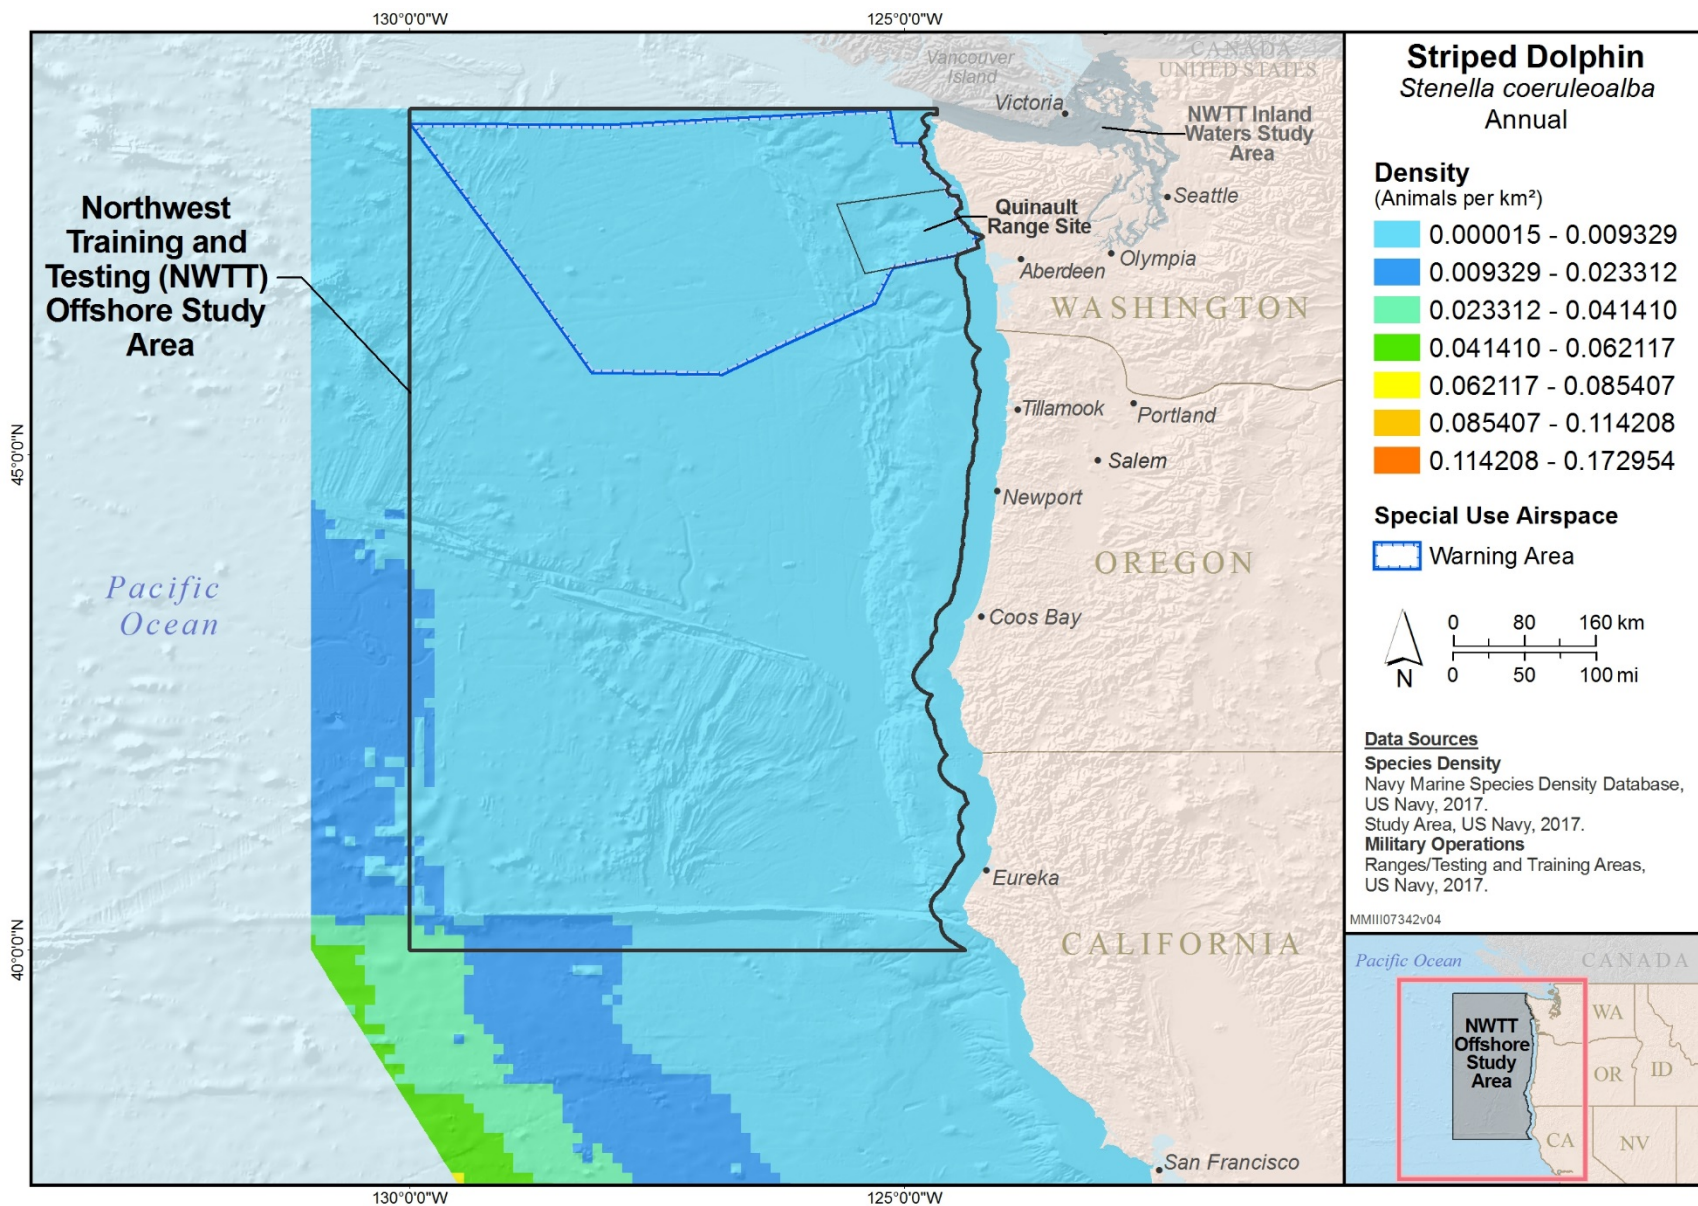 130°0'0"W
125°0'0"W
45°0'0"N
40°0'0"N
130°0'0"W
125°0'0"W
Vancouver
Island
CANADA
UNITED STATES
Victoria
NWTT Inland
Waters Study
Area
Seattle
Quinault
Range Site
Olympia
Aberdeen
WASHINGTON
Northwest
Training and
Testing (NWTT)
Offshore Study
Area
Tillamook
Portland
Salem
Newport
OREGON
Pacific
Ocean
Coos Bay
Eureka
CALIFORNIA
San Francisco
Striped Dolphin
Stenella coeruleoalba
Annual
Density
(Animals per km²)
0.000015 - 0.009329
0.009329 - 0.023312
0.023312 - 0.041410
0.041410 - 0.062117
0.062117 - 0.085407
0.085407 - 0.114208
0.114208 - 0.172954
Special Use Airspace
Warning Area
N
0 80 160 km
0 50 100 mi
Data Sources
Species Density
Navy Marine Species Density Database,
US Navy, 2017.
Study Area, US Navy, 2017.
Military Operations
Ranges/Testing and Training Areas,
US Navy, 2017.
MMIII07342v04
Pacific Ocean
CANADA
NWTT
Offshore
Study
Area
WA
OR
ID
CA
NV